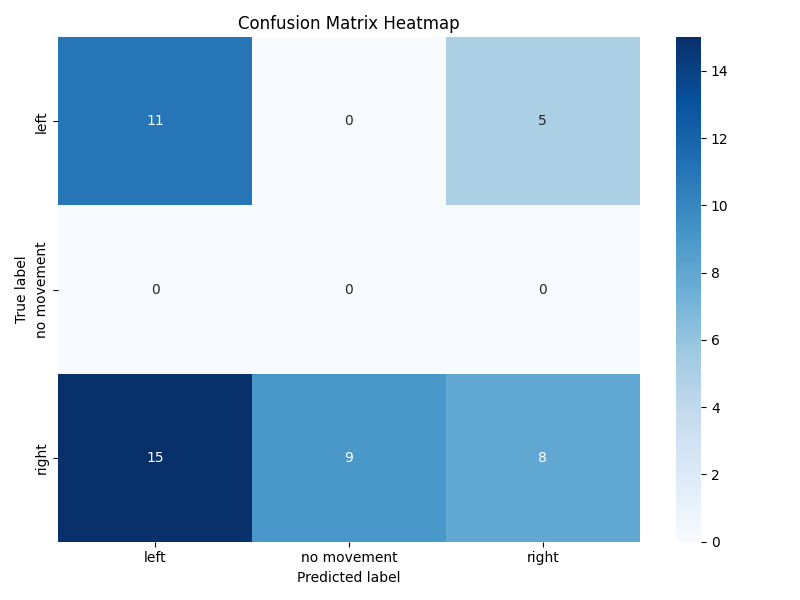 Confusion Matrix Heatmap
True label
left
11
0
5
no movement
0
0
0
right
15
9
8
left
no movement
right
Predicted label
14
12
10
8
6
4
2
0